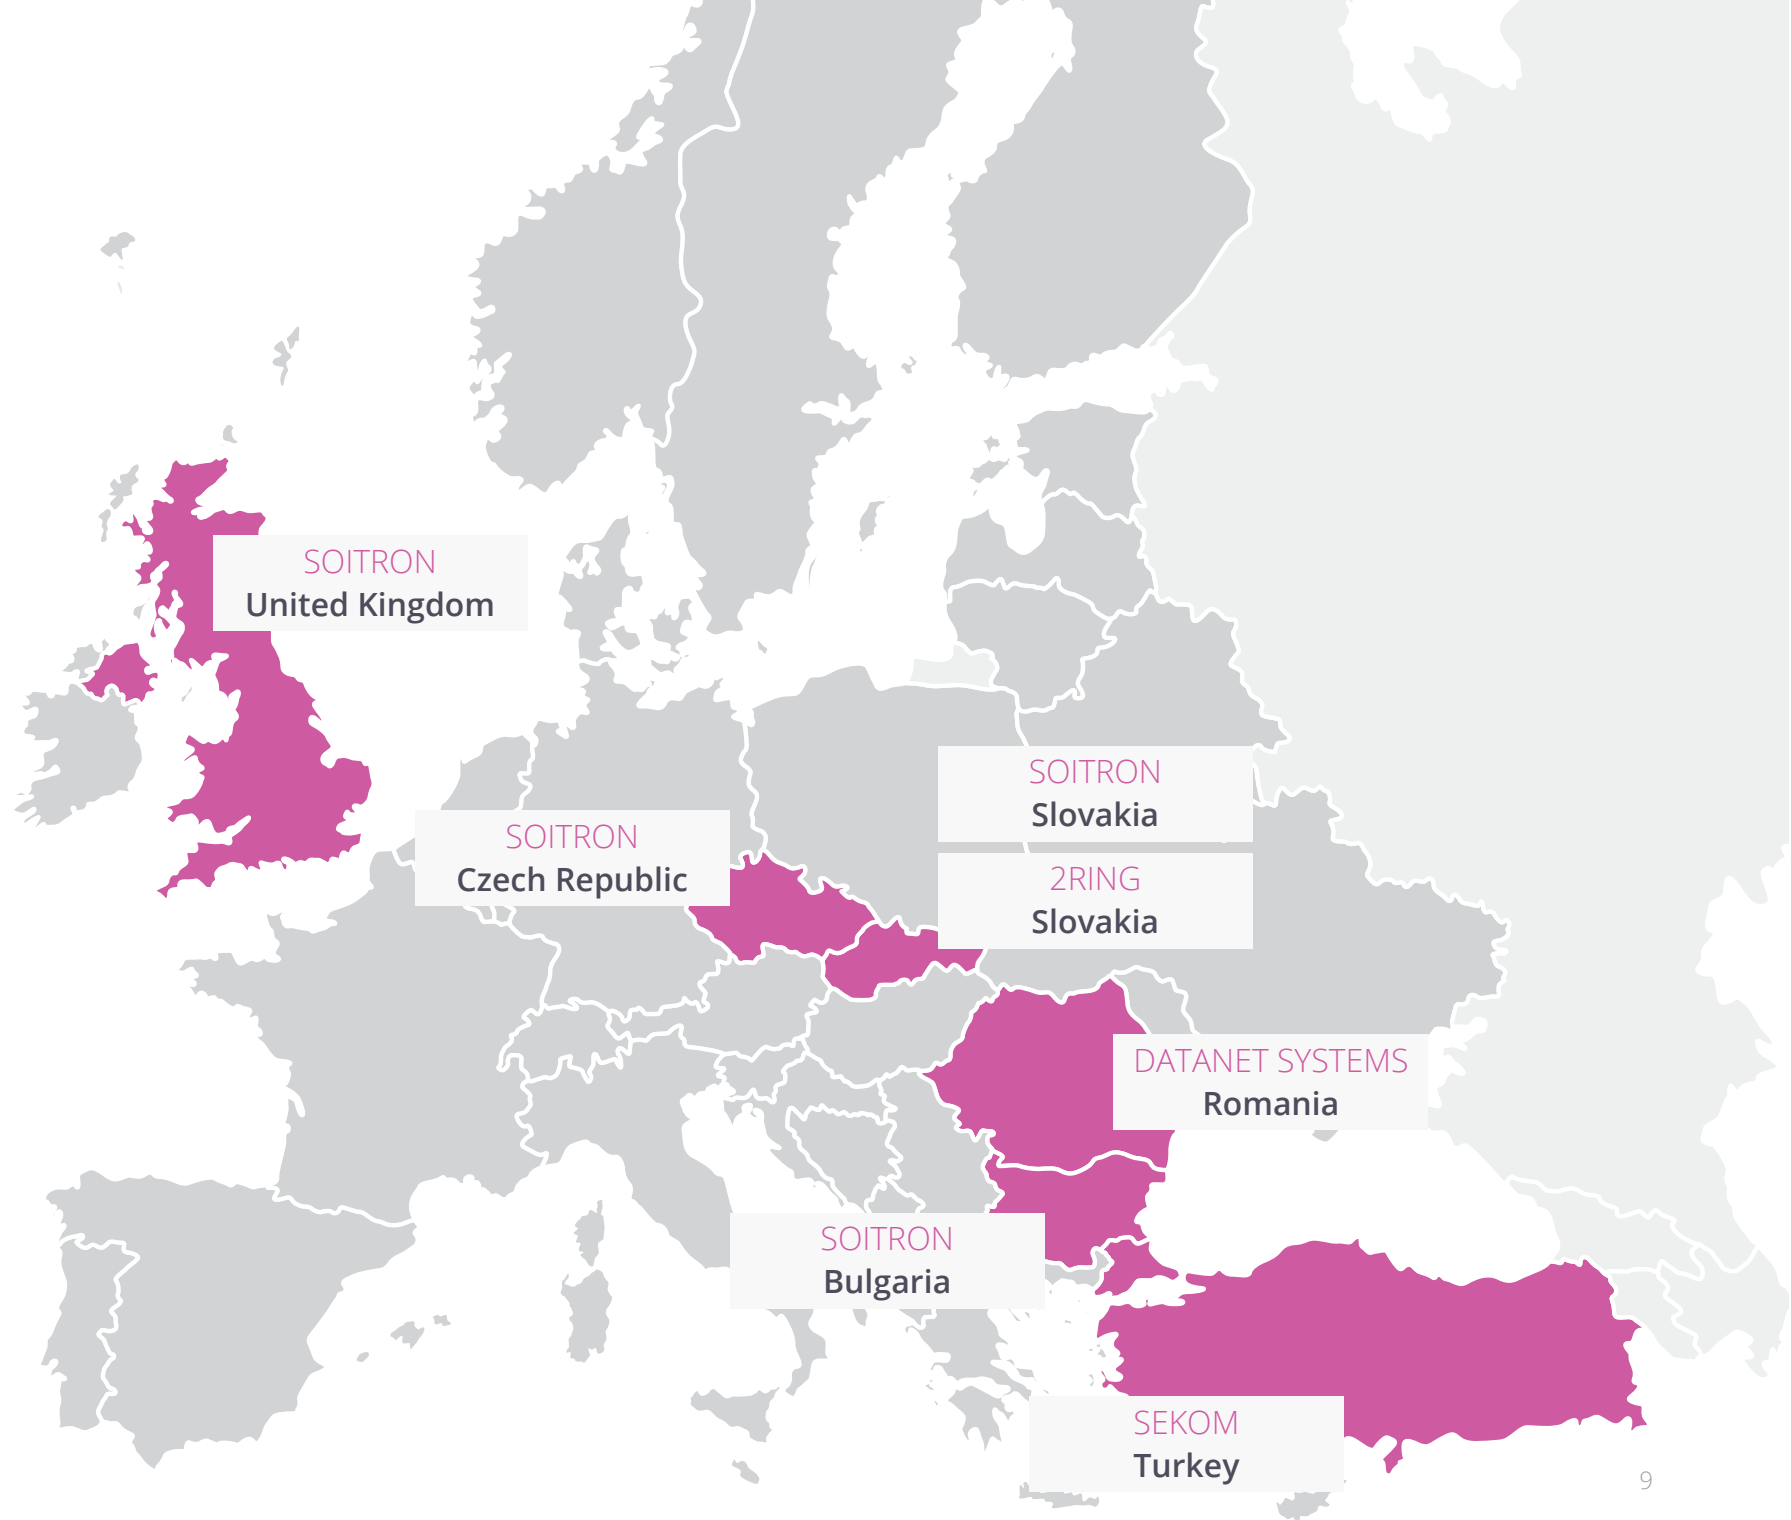 SOITRON
United Kingdom
SOITRON
Slovakia
SOITRON
Czech Republic
2RING
Slovakia
DATANET SYSTEMS
Romania
SOITRON
Bulgaria
SEKOM
Turkey
9